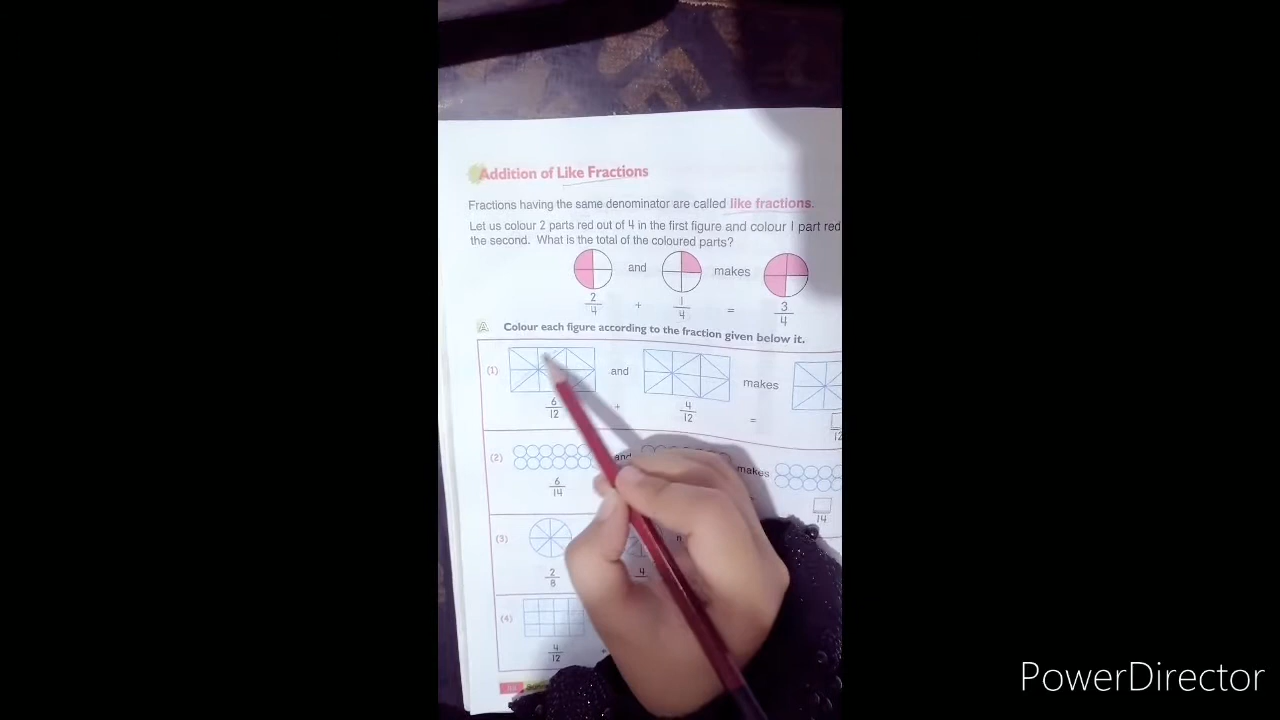 Addition of Like Fractions
Fractions having the same denominator are called like fractions.
Let us colour 2 parts red out of 4 in the first figure and colour 1 part red
the second. What is the total of the coloured parts?
and makes
2/4 + 1/4 = 3/4
A Colour each figure according to the fraction given below it.
(1) and makes
6/12 + 4/12 = □/12
(2) and makes
6/14 □/14
(3)
2/8 4
(4)
4/12 +
PowerDirector